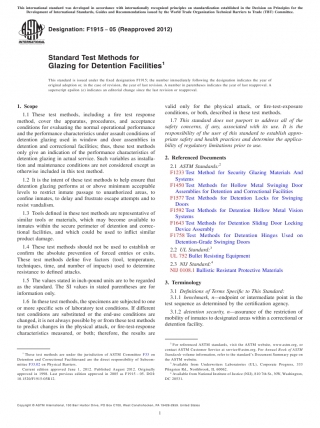 This international standard was developed in accordance with internationally recognized principles on standardization established in the Decision on Principles for the
Development of International Standards, Guides and Recommendations issued by the World Trade Organization Technical Barriers to Trade (TBT) Committee.
Designation: F1915 − 05 (Reapproved 2012)
Standard Test Methods for
Glazing for Detention Facilities1
This standard is issued under the fixed designation F1915; the number immediately following the designation indicates the year of
original adoption or, in the case of revision, the year of last revision. A number in parentheses indicates the year of last reapproval. A
superscript epsilon (ε) indicates an editorial change since the last revision or reapproval.
1. Scope
1.1 These test methods, including a fire test response
method, cover the apparatus, procedures, and acceptance
conditions for evaluating the normal operational performance
and the performance characteristics under assault conditions of
detention glazing used in window and door assemblies in
detention and correctional facilities; thus, these test methods
only give an indication of the performance characteristics of
detention glazing in actual service. Such variables as installa-
tion and maintenance conditions are not considered except as
otherwise included in this test method.
1.2 It is the intent of these test methods to help ensure that
detention glazing performs at or above minimum acceptable
levels to restrict inmate passage to unauthorized areas, to
confine inmates, to delay and frustrate escape attempts and to
resist vandalism.
1.3 Tools defined in these test methods are representative of
similar tools or materials, which may become available to
inmates within the secure perimeter of detention and correc-
tional facilities, and which could be used to inflict similar
product damage.
1.4 These test methods should not be used to establish or
confirm the absolute prevention of forced entries or exits.
These test methods define five factors (tool, temperature,
techniques, time, and number of impacts) used to determine
resistance to defined attacks.
1.5 The values stated in inch-pound units are to be regarded
as the standard. The SI values in stated parentheses are for
information only.
1.6 In these test methods, the specimens are subjected to one
or more specific sets of laboratory test conditions. If different
test conditions are substituted or the end-use conditions are
changed, it is not always possible by or from these test methods
to predict changes in the physical attack, or fire-test-response
characteristics measured, or both; therefore, the results are
valid only for the physical attack, or fire-test-exposure
conditions, or both, described in these test methods.
1.7 This standard does not purport to address all of the
safety concerns, if any, associated with its use. It is the
responsibility of the user of this standard to establish appro-
priate safety and health practices and determine the applica-
bility of regulatory limitations prior to use.
2. Referenced Documents
2.1 ASTM Standards:2
F1233 Test Method for Security Glazing Materials And
Systems
F1450 Test Methods for Hollow Metal Swinging Door
Assemblies for Detention and Correctional Facilities
F1577 Test Methods for Detention Locks for Swinging
Doors
F1592 Test Methods for Detention Hollow Metal Vision
Systems
F1643 Test Methods for Detention Sliding Door Locking
Device Assembly
F1758 Test Methods for Detention Hinges Used on
Detention-Grade Swinging Doors
2.2 UL Standard:3
UL 752 Bullet Resisting Equipment
2.3 NIJ Standard:4
NIJ 0108.1 Ballistic Resistant Protective Materials
3. Terminology
3.1 Definitions of Terms Specific to This Standard:
3.1.1 benchmark, n—endpoint or intermediate point in the
test sequence as determined by the certification agency.
3.1.2 detention security, n—assurance of the restriction of
mobility of inmates to designated areas within a correctional or
detention facility.
1 These test methods are under the jurisdiction of ASTM Committee F33 on
Detention and Correctional Facilities and are the direct responsibility of Subcom-
mittee F33.02 on Physical Barriers.
Current edition approved June 1, 2012. Published August 2012. Originally
approved in 1998. Last previous edition approved in 2005 as F1915 – 05. DOI:
10.1520/F1915-05R12.
2 For referenced ASTM standards, visit the ASTM website, www.astm.org, or
contact ASTM Customer Service at service@astm.org. For Annual Book of ASTM
Standards volume information, refer to the standard's Document Summary page on
the ASTM website.
3 Available from Underwriters Laboratories (UL), Corporate Progress, 333
Pfingsten Rd., Northbrook, IL 60062.
4 Available from National Institute of Justice (NIJ), 810 7th St., NW, Washington,
DC 20531.
Copyright © ASTM International, 100 Barr Harbor Drive, PO Box C700, West Conshohocken, PA 19428-2959. United States
1